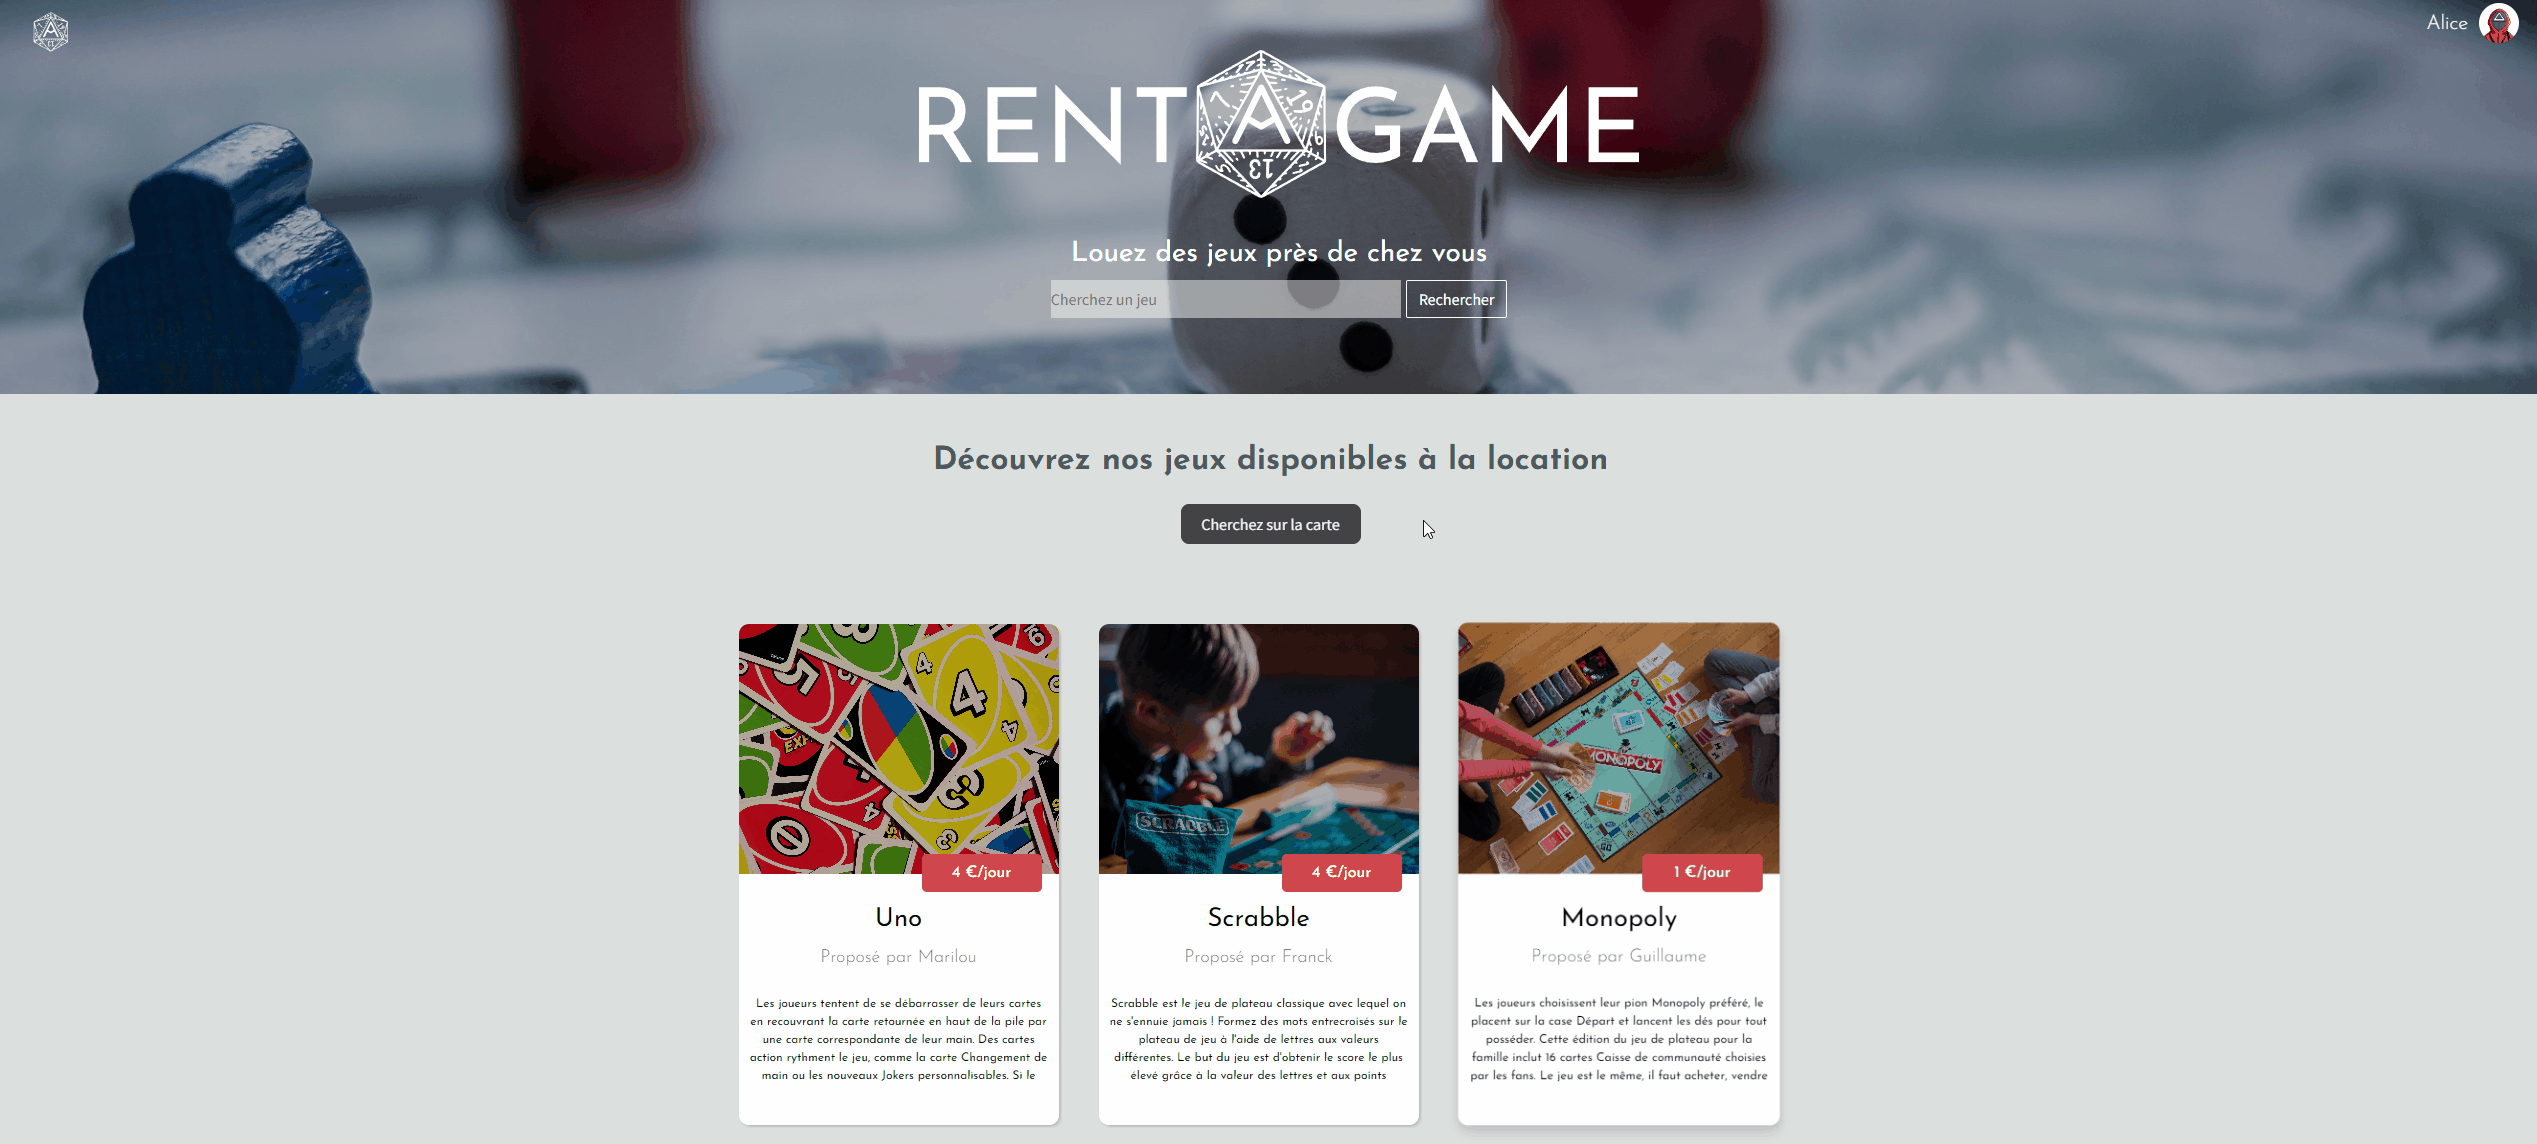 Alice
RENT A GAME
19
7
13
Louez des jeux près de chez vous
Cherchez un jeu
Rechercher
Découvrez nos jeux disponibles à la location
Cherchez sur la carte
SCRABBLE
MONOPOLY
4 €/jour
4 €/jour
1 €/jour
Uno
Proposé par Marilou
Les joueurs tentent de se débarrasser de leurs cartes
en recouvrant la carte retournée en haut de la pile par
une carte correspondante de leur main. Des cartes
action rythment le jeu, comme la carte Changement de
main ou les nouveaux Jokers personnalisables. Si le
Scrabble
Proposé par Franck
Scrabble est le jeu de plateau classique avec lequel on
ne s'ennuie jamais ! Formez des mots entrecroisés sur le
plateau de jeu à l'aide de lettres aux valeurs
différentes. Le but du jeu est d'obtenir le score le plus
élevé grâce à la valeur des lettres et aux points
Monopoly
Proposé par Guillaume
Les joueurs choisissent leur pion Monopoly préféré, le
placent sur la case Départ et lancent les dés pour tout
posséder. Cette édition du jeu de plateau pour la
famille inclut 16 cartes Caisse de communauté choisies
par les fans. Le jeu est le même, il faut acheter, vendre